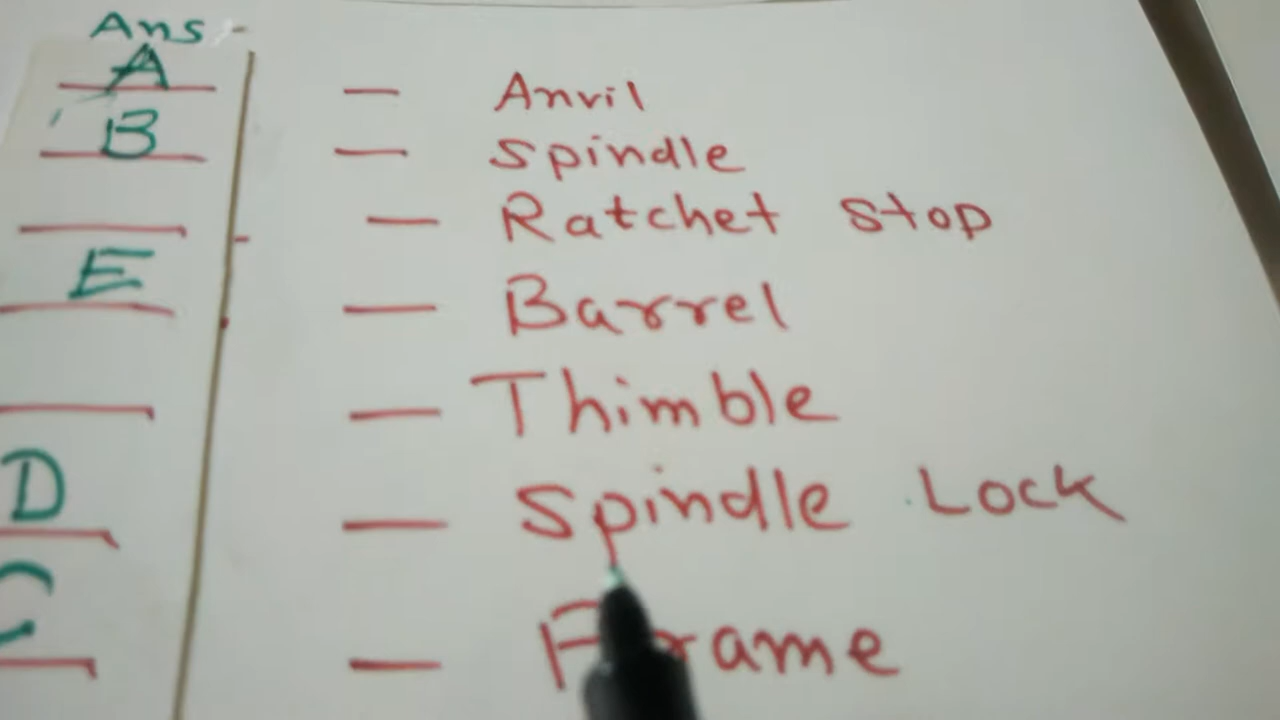 Ans -
A — Anvil
B — Spindle
— Ratchet Stop
E — Barrel
— Thimble
D — Spindle Lock
C — Frame